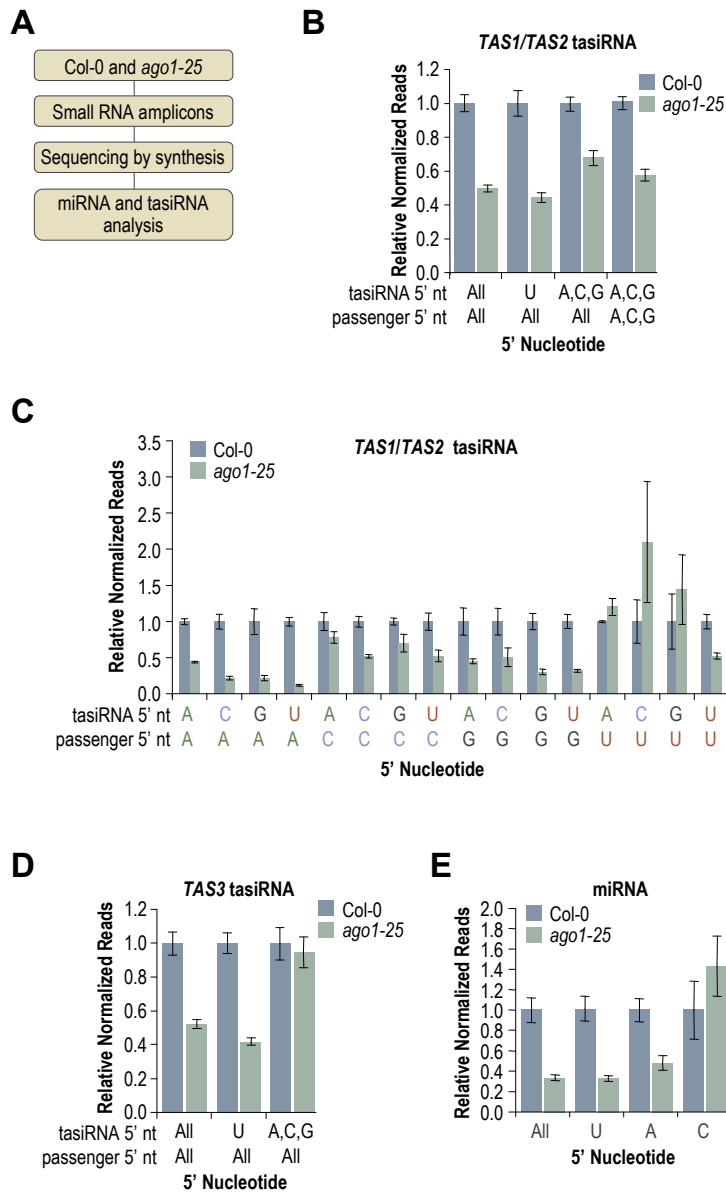 A
Col-0 and ago1-25
Small RNA amplicons
Sequencing by synthesis
miRNA and tasiRNA
analysis
B
TAS1/TAS2 tasiRNA
Col-0
ago1-25
Relative Normalized Reads
1.2
1.0
0.8
0.6
0.4
0.2
0.0
tasiRNA 5' nt All U A,C,G A,C,G
passenger 5' nt All All All A,C,G
5' Nucleotide
C
TAS1/TAS2 tasiRNA
Col-0
ago1-25
Relative Normalized Reads
3.5
3.0
2.5
2.0
1.5
1.0
0.5
0.0
tasiRNA 5' nt A C G U A C G U A C G U A C G U
passenger 5' nt A A A A C C C C G G G G U U U U
5' Nucleotide
D
TAS3 tasiRNA
Col-0
ago1-25
Relative Normalized Reads
1.2
1.0
0.8
0.6
0.4
0.2
0.0
tasiRNA 5' nt All U A,C,G
passenger 5' nt All All All
5' Nucleotide
E
miRNA
Col-0
ago1-25
Relative Normalized Reads
2.0
1.8
1.6
1.4
1.2
1.0
0.8
0.6
0.4
0.2
0.0
All U A C
5' Nucleotide